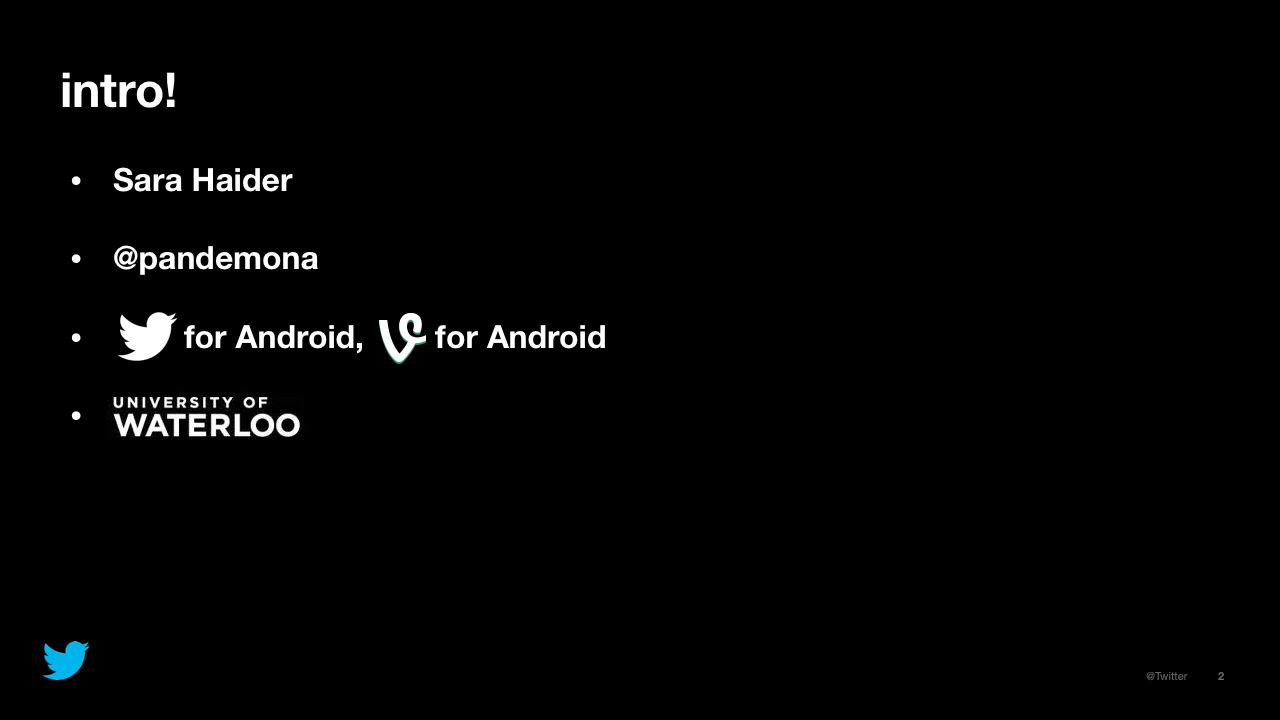 intro!
• Sara Haider
• @pandemona
• for Android, for Android
• UNIVERSITY OF
WATERLOO
@Twitter 2